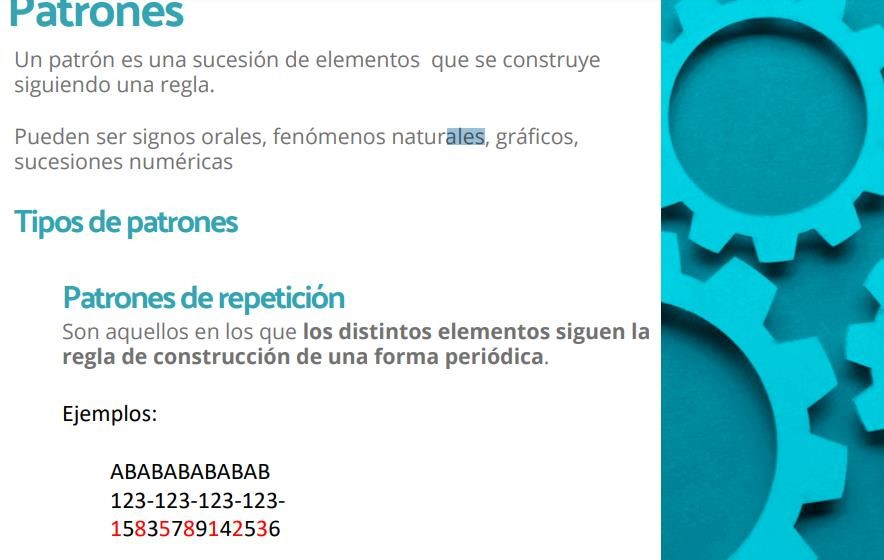 Patrones
Un patrón es una sucesión de elementos que se construye
siguiendo una regla.
Pueden ser signos orales, fenómenos naturales, gráficos,
sucesiones numéricas
Tipos de patrones
Patrones de repetición
Son aquellos en los que los distintos elementos siguen la
regla de construcción de una forma periódica.
Ejemplos:
ABABABABABAB
123-123-123-123-
15835789142536